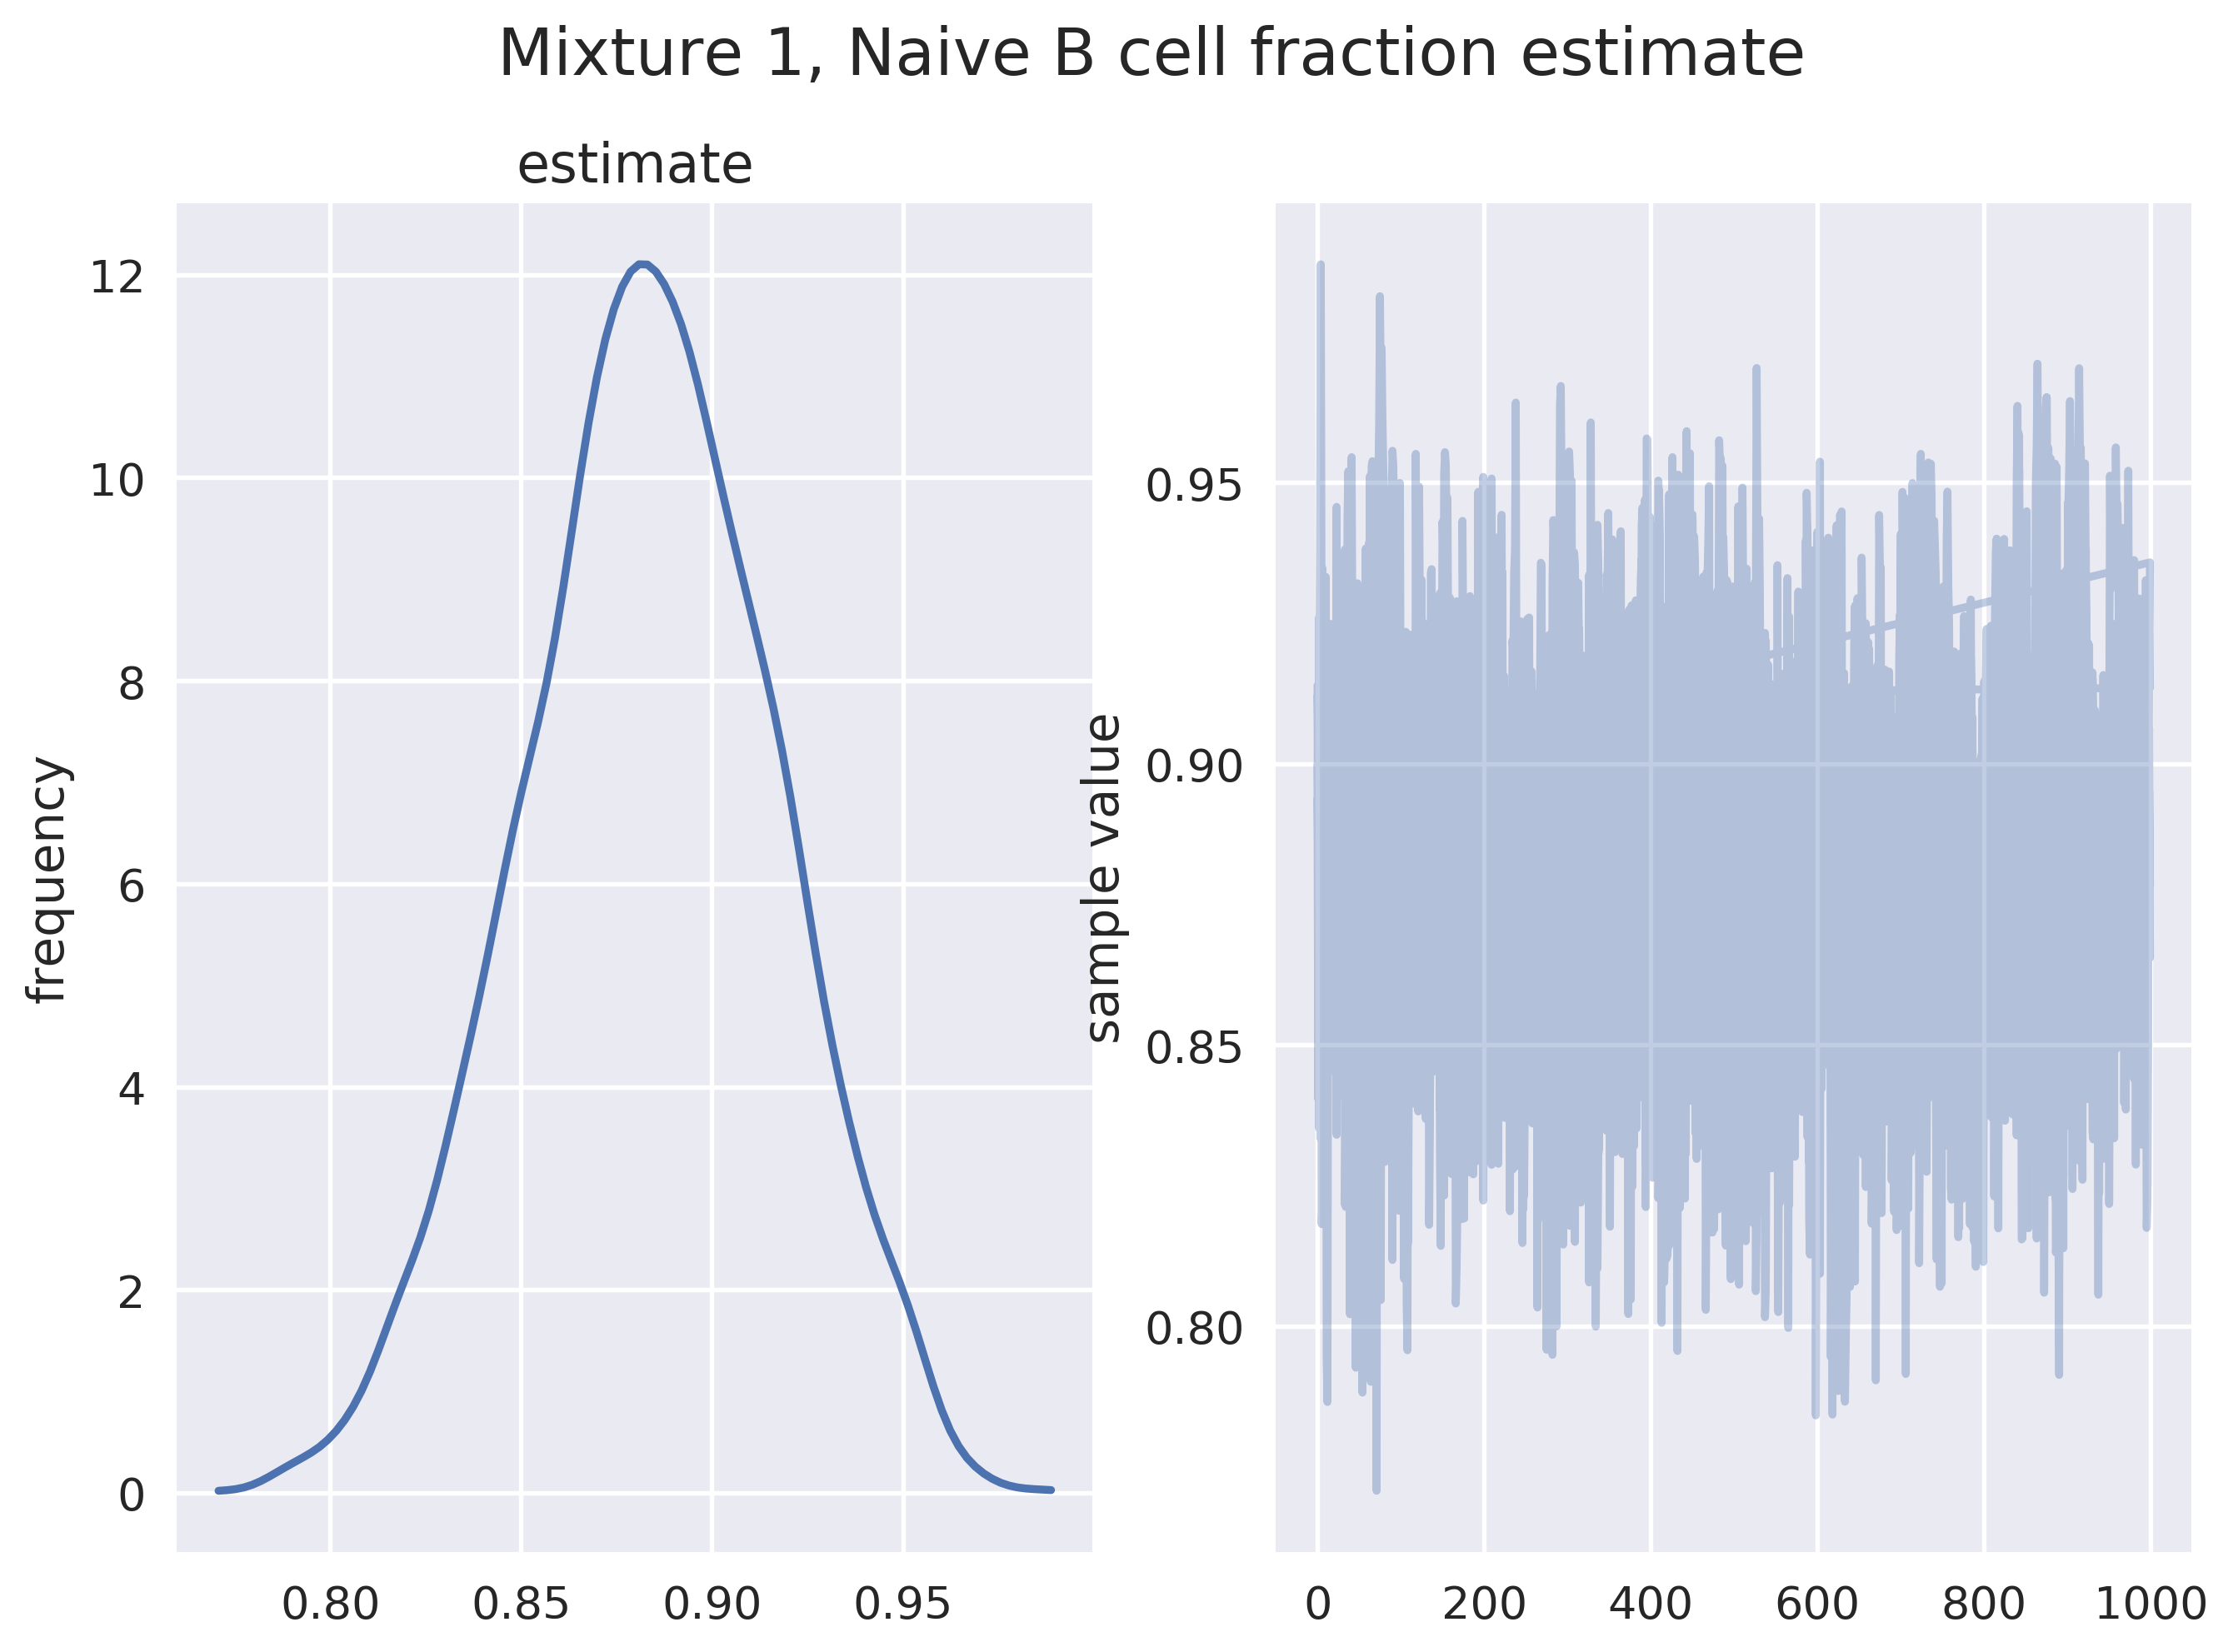 Mixture 1, Naive B cell fraction estimate
estimate
frequency
12
10
8
6
4
2
0
0.80 0.85 0.90 0.95
sample value
0.95
0.90
0.85
0.80
0 200 400 600 800 1000